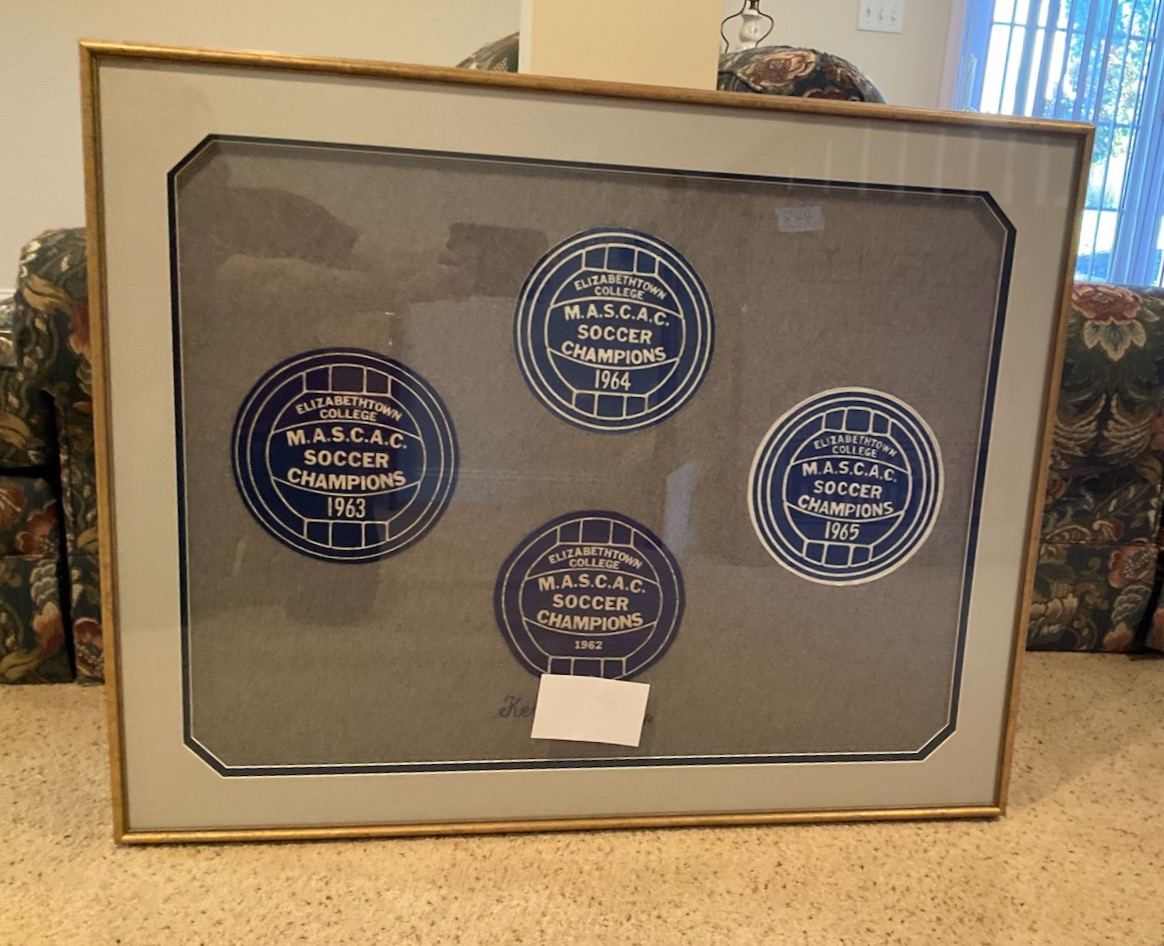 ELIZABETHTOWN
COLLEGE
M.A.S.C.A.C.
SOCCER
CHAMPIONS
1963
ELIZABETHTOWN
COLLEGE
M.A.S.C.A.C.
SOCCER
CHAMPIONS
1964
ELIZABETHTOWN
COLLEGE
M.A.S.C.A.C.
SOCCER
CHAMPIONS
1965
ELIZABETHTOWN
COLLEGE
M.A.S.C.A.C.
SOCCER
CHAMPIONS
1962